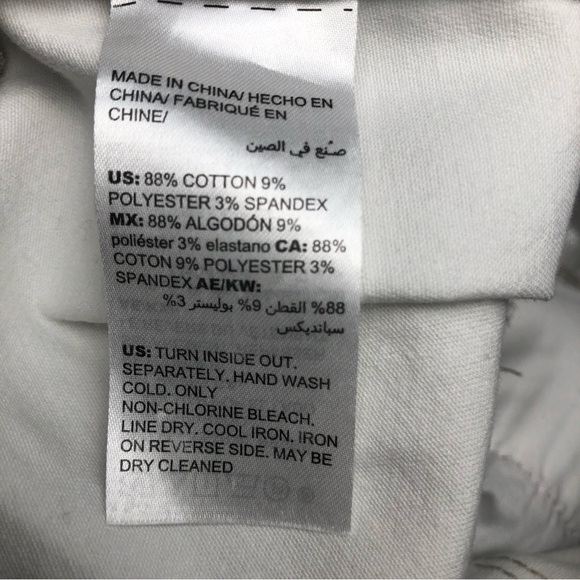 MADE IN CHINA/ HECHO EN
CHINA/ FABRIQUÉ EN
CHINE/
صُنع في الصين
US: 88% COTTON 9%
POLYESTER 3% SPANDEX
MX: 88% ALGODÓN 9%
poliéster 3% elastano CA: 88%
COTON 9% POLYESTER 3%
SPANDEX AE/KW:
88% القطن 9% بوليستر 3%
سبانديكس
US: TURN INSIDE OUT.
SEPARATELY. HAND WASH
COLD. ONLY
NON-CHLORINE BLEACH.
LINE DRY. COOL IRON. IRON
ON REVERSE SIDE. MAY BE
DRY CLEANED